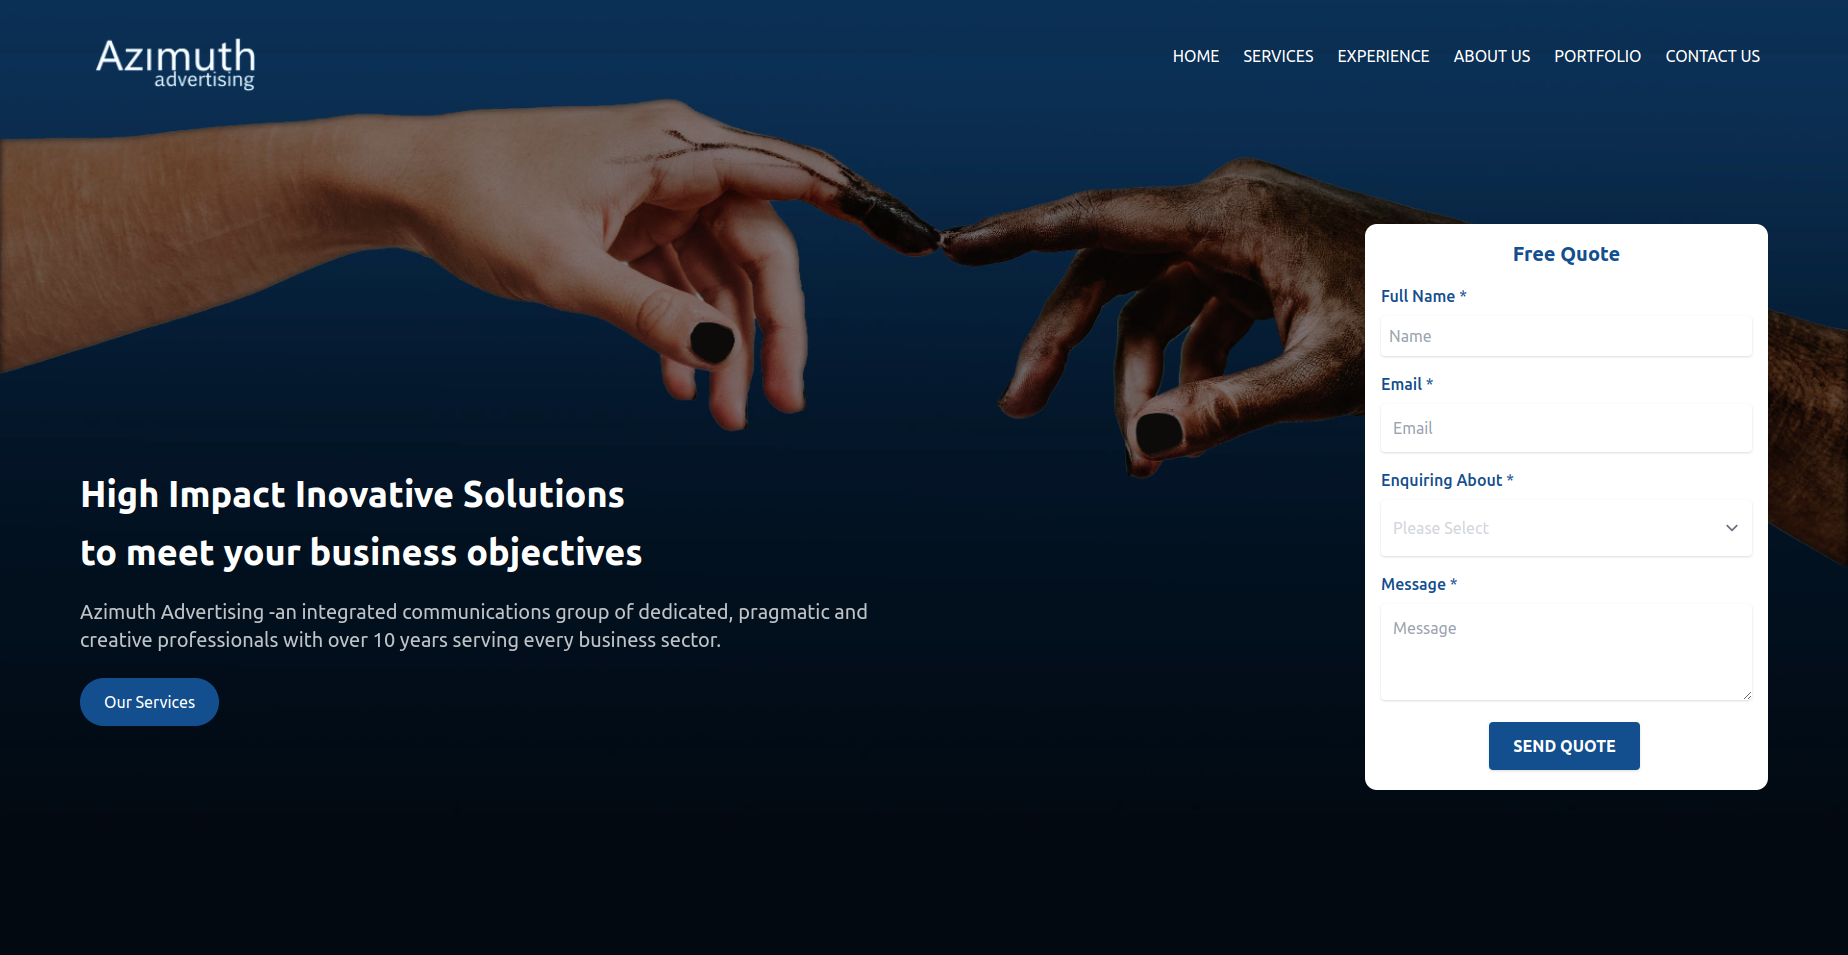 Azimuth
advertising
HOME SERVICES EXPERIENCE ABOUT US PORTFOLIO CONTACT US
High Impact Inovative Solutions
to meet your business objectives
Azimuth Advertising -an integrated communications group of dedicated, pragmatic and
creative professionals with over 10 years serving every business sector.
Our Services
Free Quote
Full Name *
Name
Email *
Email
Enquiring About *
Please Select
Message *
Message
SEND QUOTE